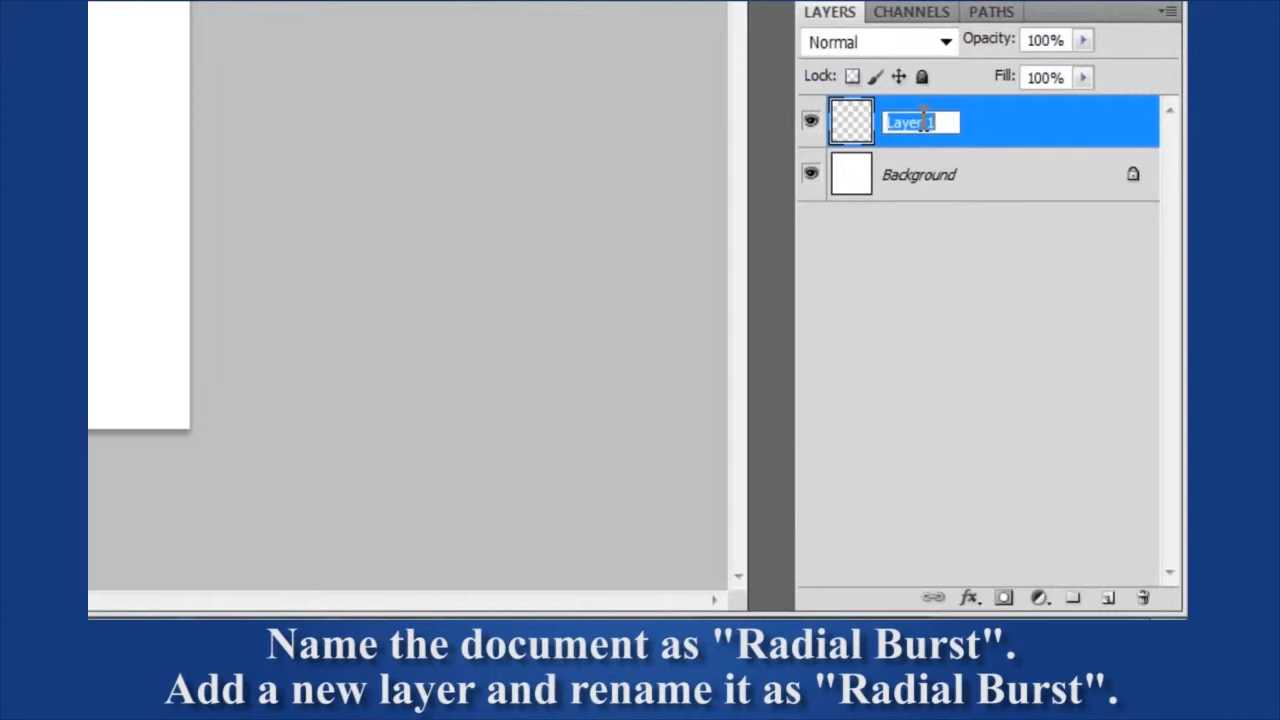 LAYERS CHANNELS PATHS
Normal Opacity: 100%
Lock: Fill: 100%
Layer 1
Background
fx.
Name the document as "Radial Burst".
Add a new layer and rename it as "Radial Burst".